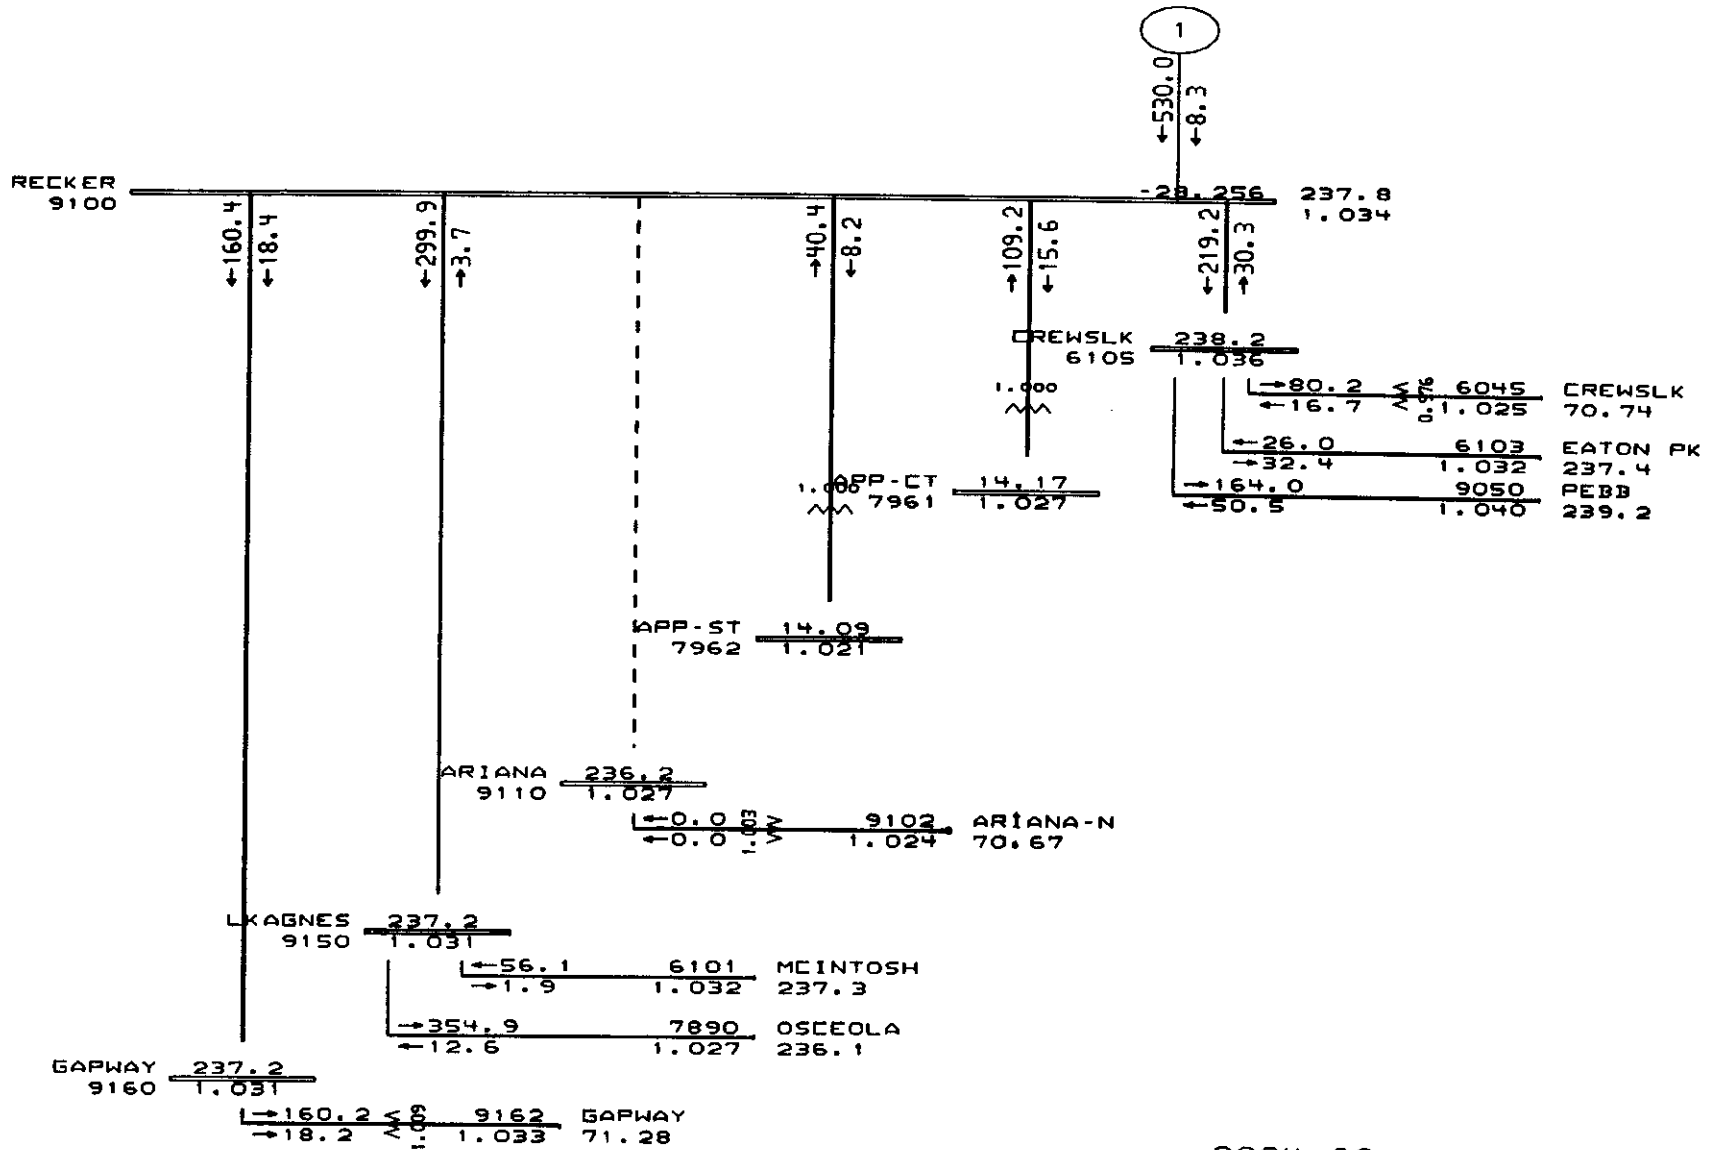 1
←530.0
←8.3
RECKER
9100
-23.256
237.8
1.034
←160.4
←18.4
←299.9
→3.7
→40.4
←8.2
→109.2
←15.6
←219.2
→30.3
CREWSLK 238.2
6105 1.036
→80.2 6045 CREWSLK
←16.7 0.976 1.025 70.74
←26.0 6103 EATON PK
→32.4 1.032 237.4
→164.0 9050 PEBB
←50.5 1.040 239.2
1.000
APP-CT 14.17
7961 1.027
1.000
APP-ST 14.09
7962 1.021
ARIANA 236.2
9110 1.027
←0.0 9102 ARIANA-N
←0.0 1.003 1.024 70.67
LKAGNES 237.2
9150 1.031
←56.1 6101 MCINTOSH
→1.9 1.032 237.3
→354.9 7890 OSCEOLA
←12.6 1.027 236.1
GAPWAY 237.2
9160 1.031
→160.2 9162 GAPWAY
→18.2 1.009 1.033 71.28